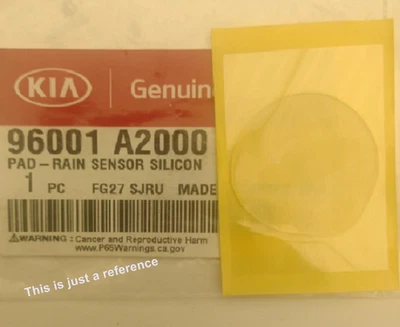 KIA Genuin
96001 A2000
PAD-RAIN SENSOR SILICON
1 PC FG27 SJRU MADE
⚠WARNING: Cancer and Reproductive Harm
www.P65Warnings.ca.gov
This is just a reference